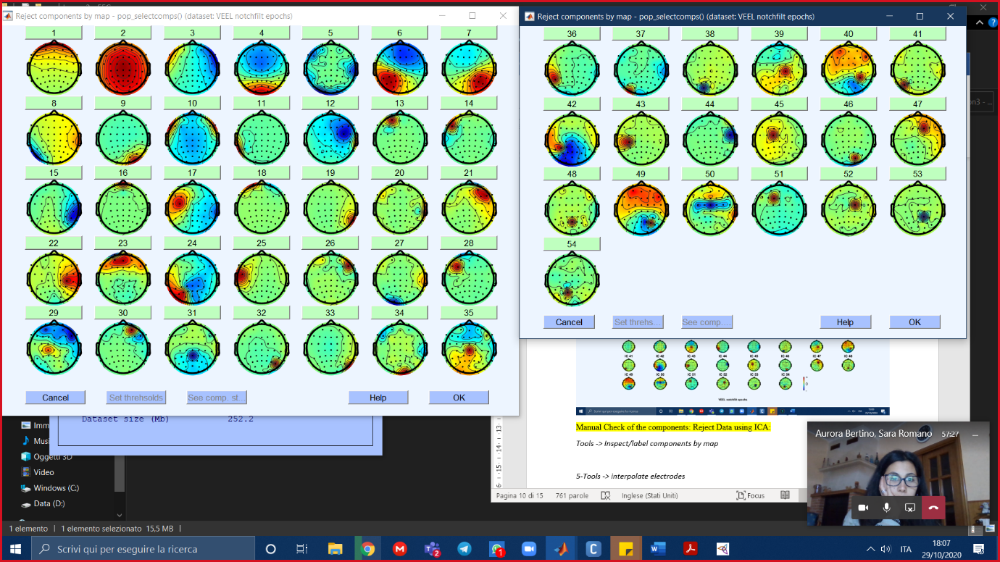 Reject components by map - pop_selectcomps() (dataset: VEEL notchfilt epochs)
1 2 3 4 5 6 7
8 9 10 11 12 13 14
15 16 17 18 19 20 21
22 23 24 25 26 27 28
29 30 31 32 33 34 35
Cancel Set threhsolds See comp. st... Help OK
Reject components by map - pop_selectcomps() (dataset: VEEL notchfilt epochs)
36 37 38 39 40 41
42 43 44 45 46 47
48 49 50 51 52 53
54
Cancel Set threhs... See comp.... Help OK
on3 - ...
IC 41 IC 42 IC 43 IC 44 IC 45 IC 46 IC 47 IC 48
IC 49 IC 50 IC 51 IC 52 IC 53 IC 54
VEEL notchfilt epochs
Manual Check of the components: Reject Data using ICA:
Tools -> Inspect/label components by map
5-Tools -> interpolate electrodes
Pagina 10 di 15 761 parole Inglese (Stati Uniti) Focus
Dataset size (Mb) 252.2
Imm
Musi
Oggetti 3D
Video
Windows (C:)
Data (D:)
1 elemento 1 elemento selezionato 15,5 MB
Aurora Bertino, Sara Romano 57:27
Scrivi qui per eseguire la ricerca
ITA
18:07
29/10/2020